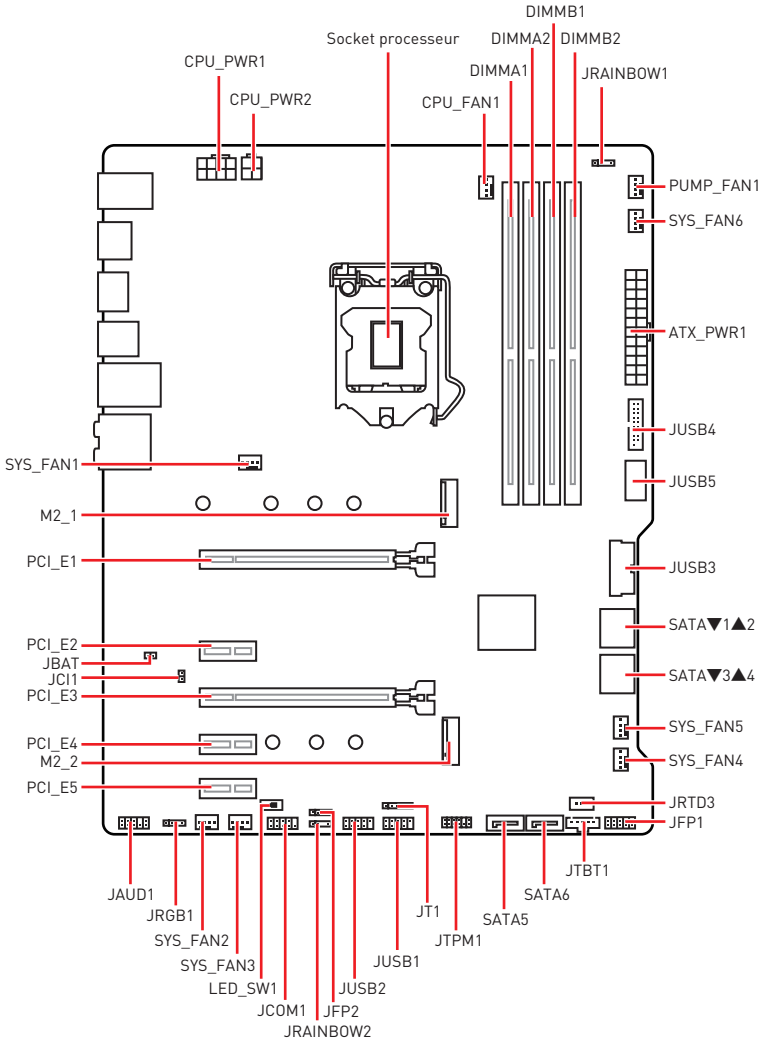 DIMMB1
Socket processeur
DIMMA2
DIMMB2
CPU_PWR1
DIMMA1
JRAINBOW1
CPU_PWR2
CPU_FAN1
PUMP_FAN1
SYS_FAN6
ATX_PWR1
JUSB4
SYS_FAN1
JUSB5
M2_1
PCI_E1
JUSB3
SATA▼1▲2
PCI_E2
JBAT
JCI1
SATA▼3▲4
PCI_E3
SYS_FAN5
PCI_E4
M2_2
SYS_FAN4
PCI_E5
JRTD3
JFP1
JTBT1
JAUD1
JT1
SATA6
JRGB1
SATA5
SYS_FAN2
JTPM1
SYS_FAN3
JUSB1
LED_SW1
JUSB2
JCOM1
JFP2
JRAINBOW2